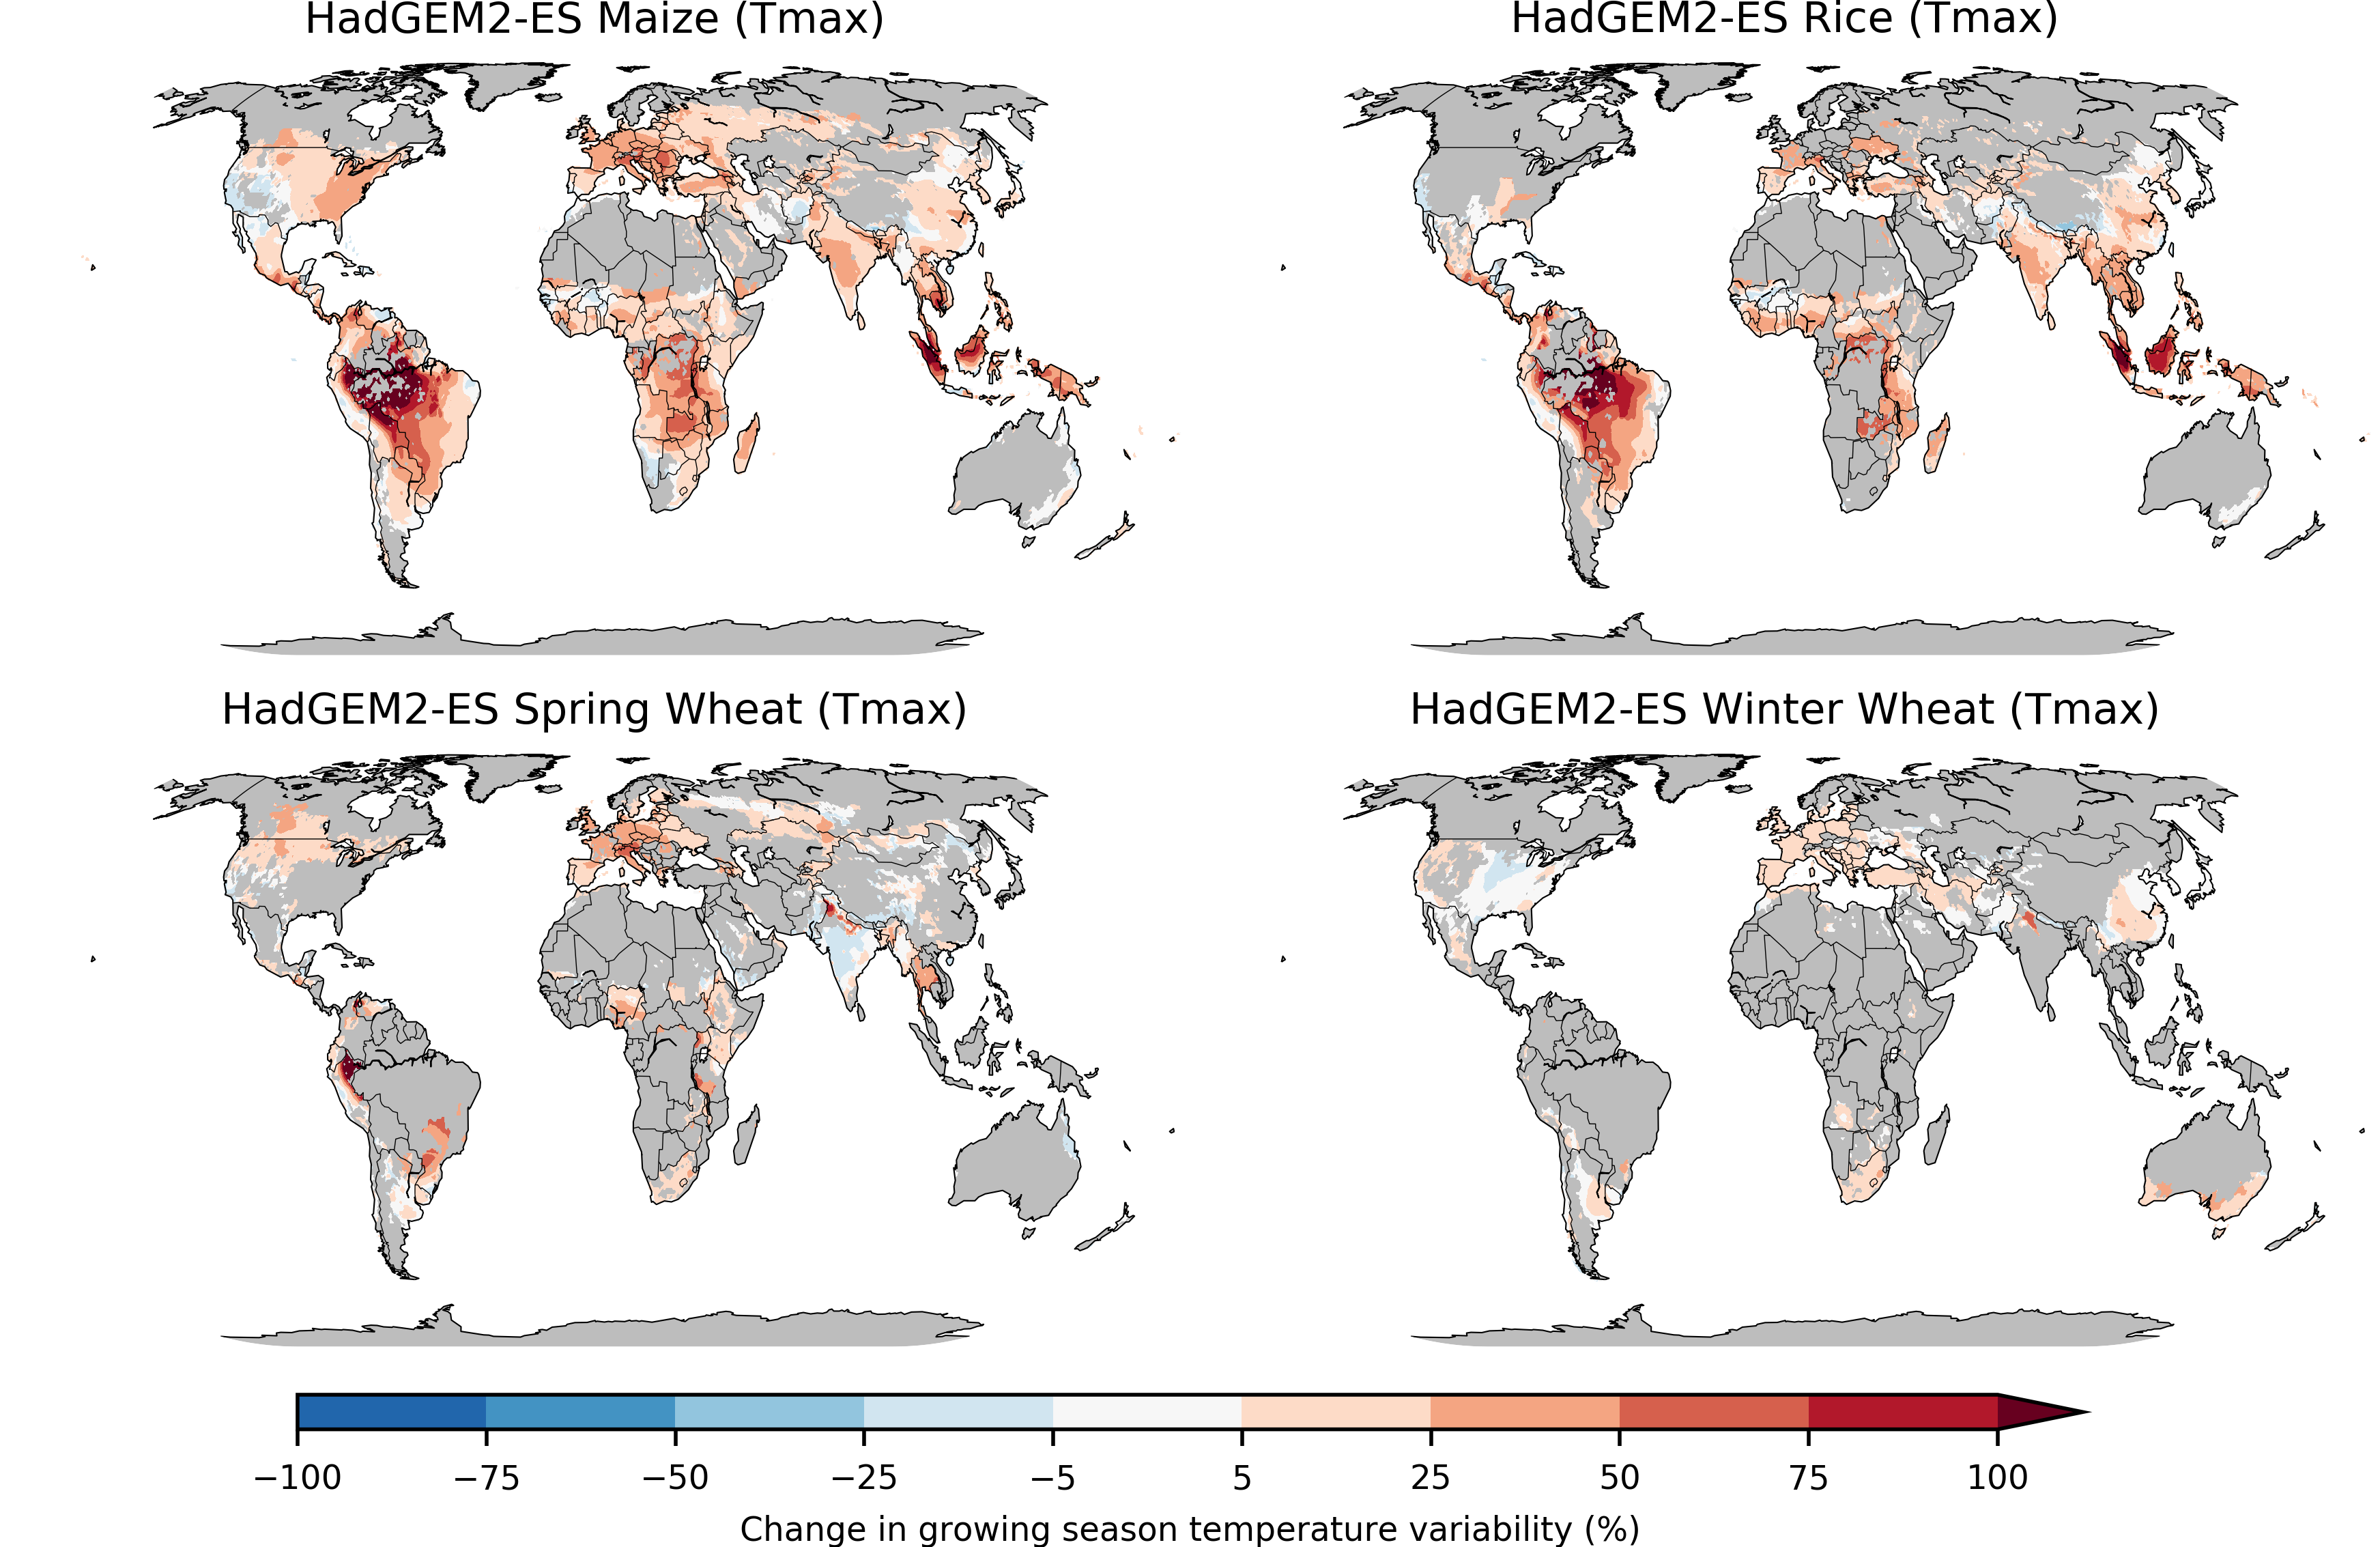 HadGEM2-ES Maize (Tmax)
HadGEM2-ES Rice (Tmax)
HadGEM2-ES Spring Wheat (Tmax)
HadGEM2-ES Winter Wheat (Tmax)
−100 −75 −50 −25 −5 5 25 50 75 100
Change in growing season temperature variability (%)